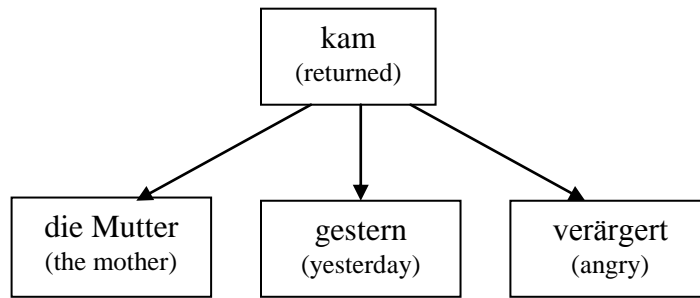 kam
(returned)
die Mutter
(the mother)
gestern
(yesterday)
verärgert
(angry)